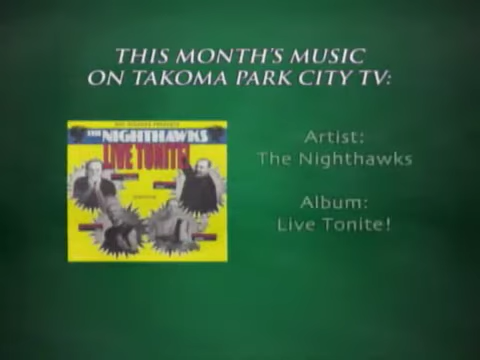 THIS MONTH'S MUSIC
ON TAKOMA PARK CITY TV:
THE NIGHTHAWKS
LIVE TONITE!
Artist:
The Nighthawks
Album:
Live Tonite!